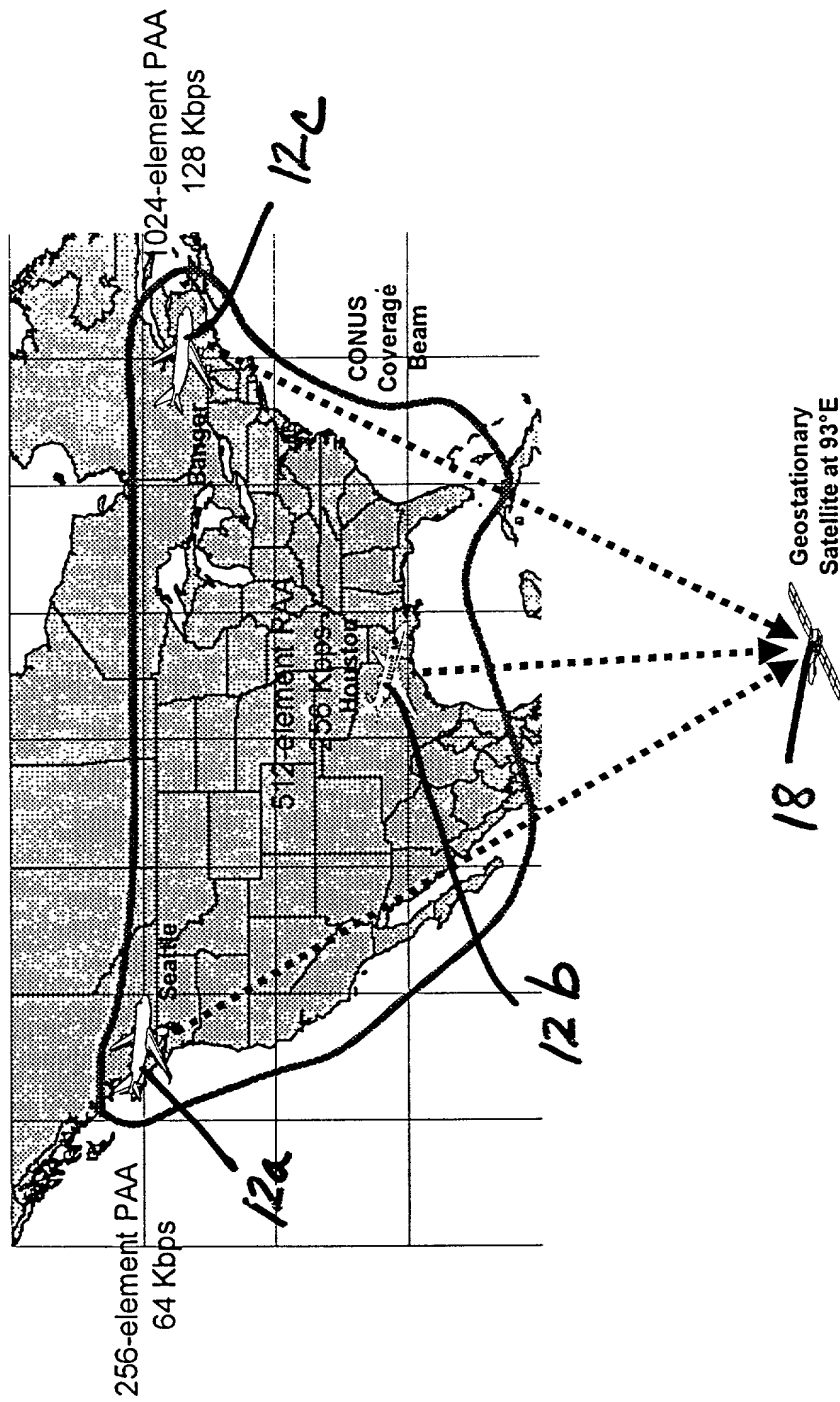 256-element PAA
64 Kbps
12a
Seattle
512-element PAA
256 Kbps
Houston
12b
1024-element PAA
128 Kbps
Bangor
12c
CONUS
Coverage
Beam
18
Geostationary
Satellite at 93°E